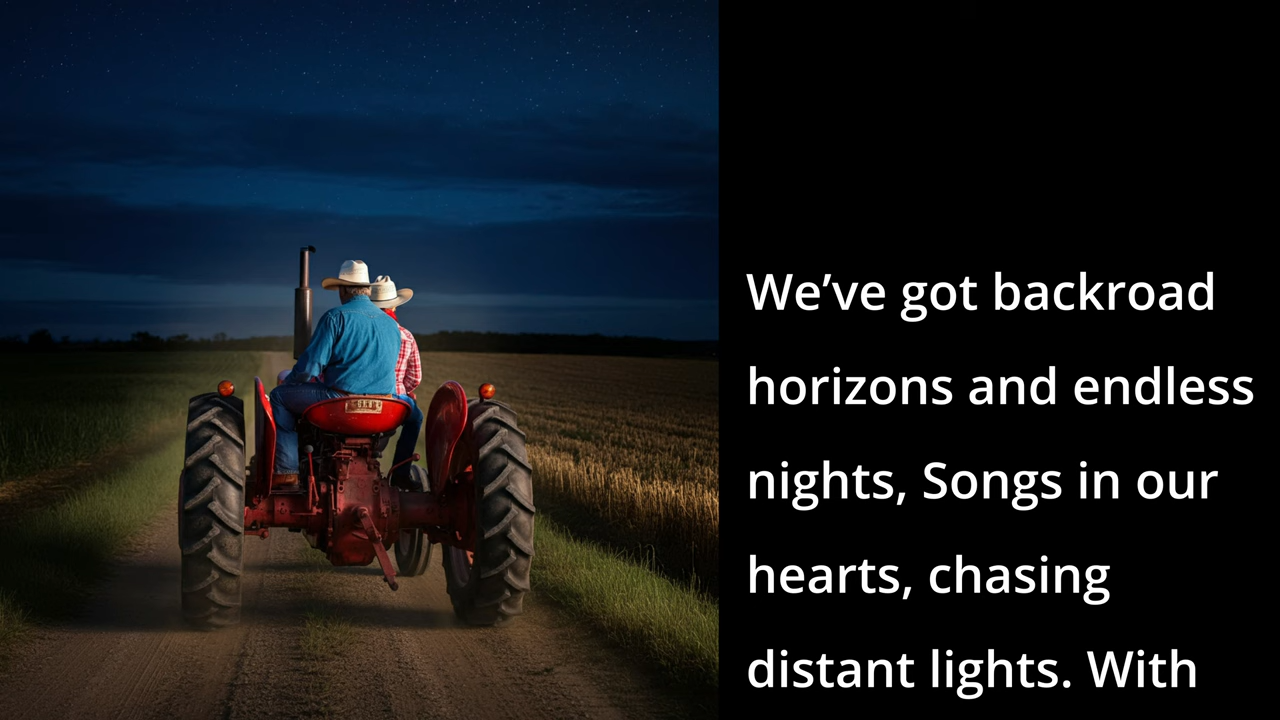 We’ve got backroad
horizons and endless
nights, Songs in our
hearts, chasing
distant lights. With